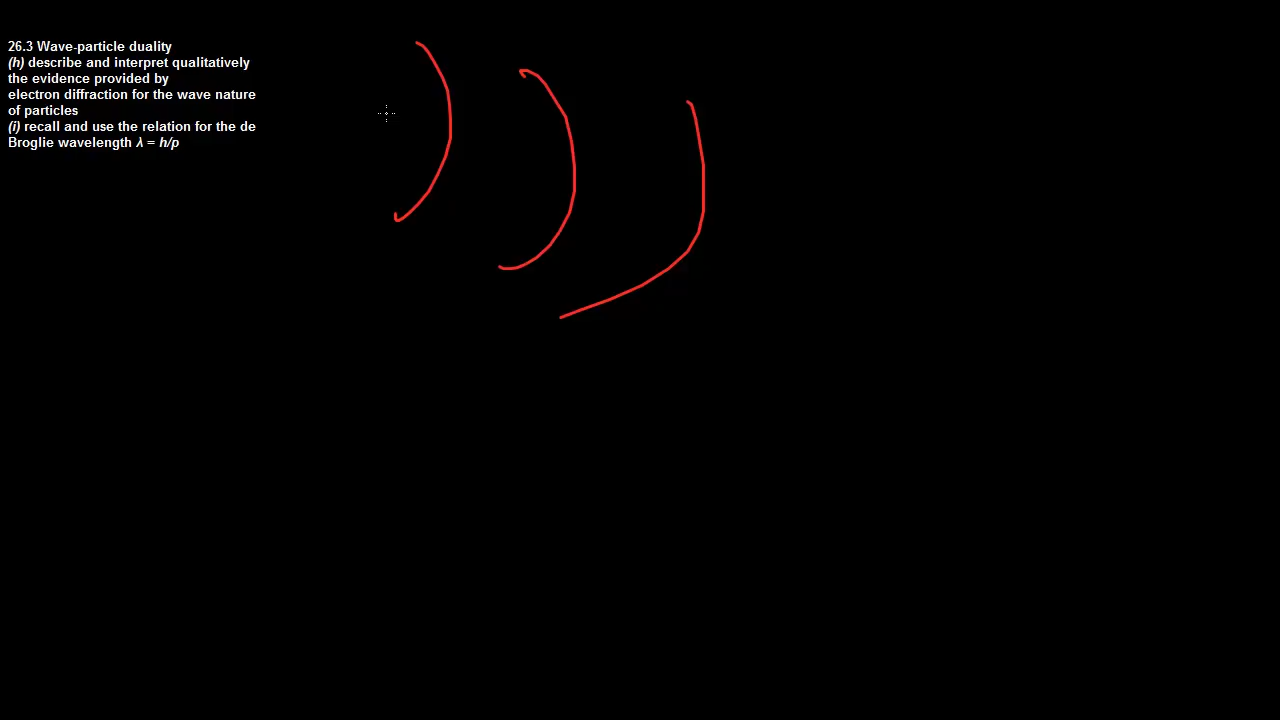 26.3 Wave-particle duality
(h) describe and interpret qualitatively
the evidence provided by
electron diffraction for the wave nature
of particles
(i) recall and use the relation for the de
Broglie wavelength λ = h/p